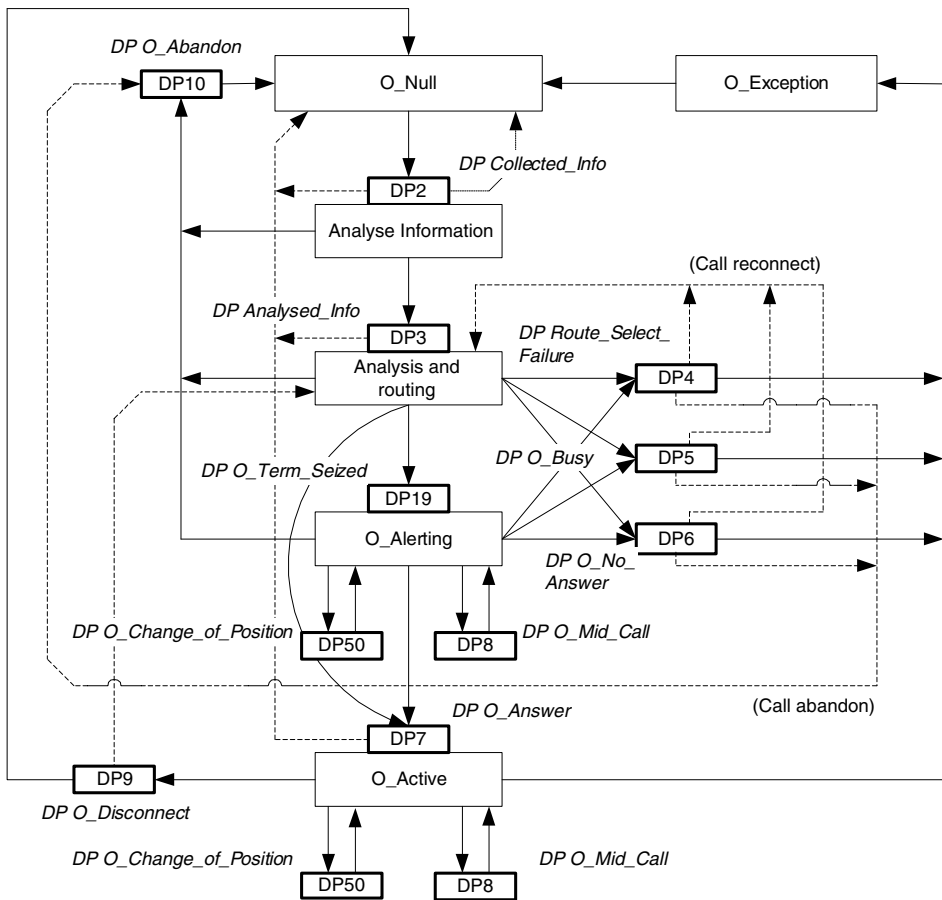 DP O_Abandon
DP10
O_Null
O_Exception
DP Collected_Info
DP2
Analyse Information
(Call reconnect)
DP Analysed_Info
DP3
DP Route_Select_
Failure
Analysis and
routing
DP4
DP O_Term_Seized
DP O_Busy
DP5
DP19
O_Alerting
DP6
DP O_No_
Answer
DP O_Change_of_Position
DP50
DP8
DP O_Mid_Call
(Call abandon)
DP O_Answer
DP7
DP9
O_Active
DP O_Disconnect
DP O_Change_of_Position
DP O_Mid_Call
DP50
DP8